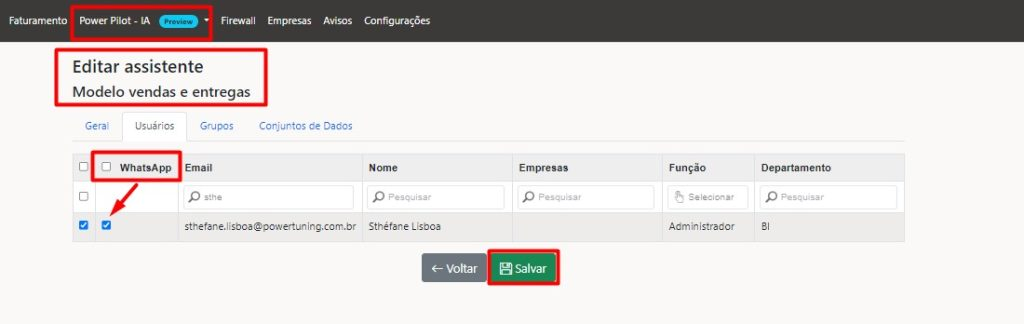 Faturamento Power Pilot - IA Preview Firewall Empresas Avisos Configurações
Editar assistente
Modelo vendas e entregas
Geral Usuários Grupos Conjuntos de Dados
WhatsApp Email Nome Empresas Função Departamento
sthe Pesquisar Pesquisar Selecionar Pesquisar
sthefane.lisboa@powertuning.com.br Sthéfane Lisboa Administrador BI
← Voltar Salvar